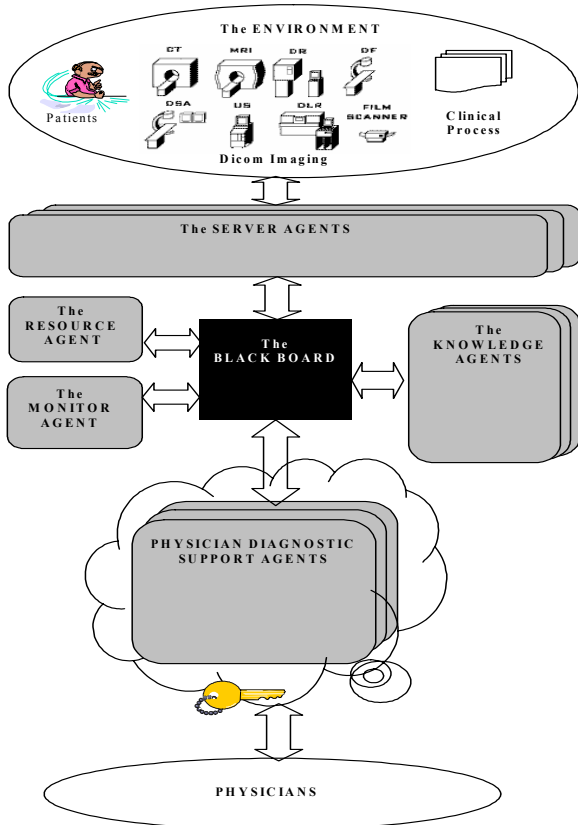 The ENVIRONMENT
CT MRI DR DF
Patients
DSA US DLR FILM
SCANNER
Clinical
Process
Dicom Imaging
The SERVER AGENTS
The
RESOURCE
AGENT
The
BLACK BOARD
The
KNOWLEDGE
AGENTS
The
MONITOR
AGENT
PHYSICIAN DIAGNOSTIC
SUPPORT AGENTS
PHYSICIANS